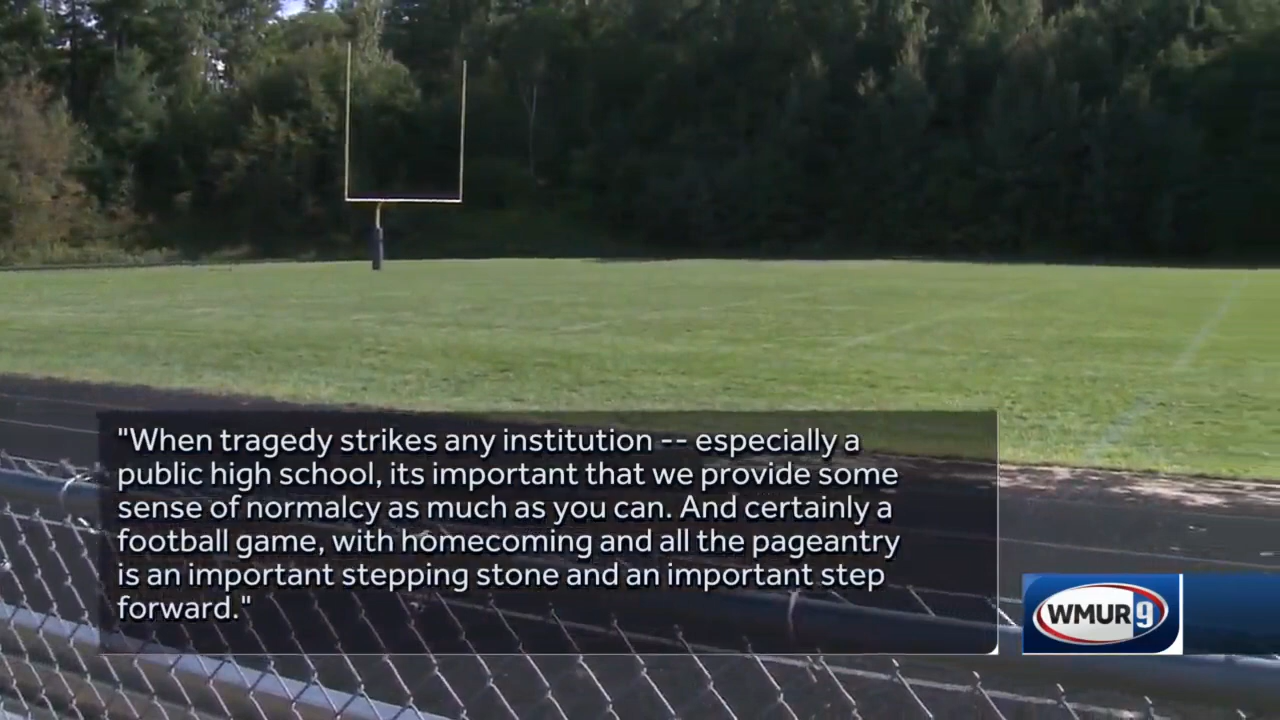 "When tragedy strikes any institution -- especially a
public high school, its important that we provide some
sense of normalcy as much as you can. And certainly a
football game, with homecoming and all the pageantry
is an important stepping stone and an important step
forward."
WMUR9